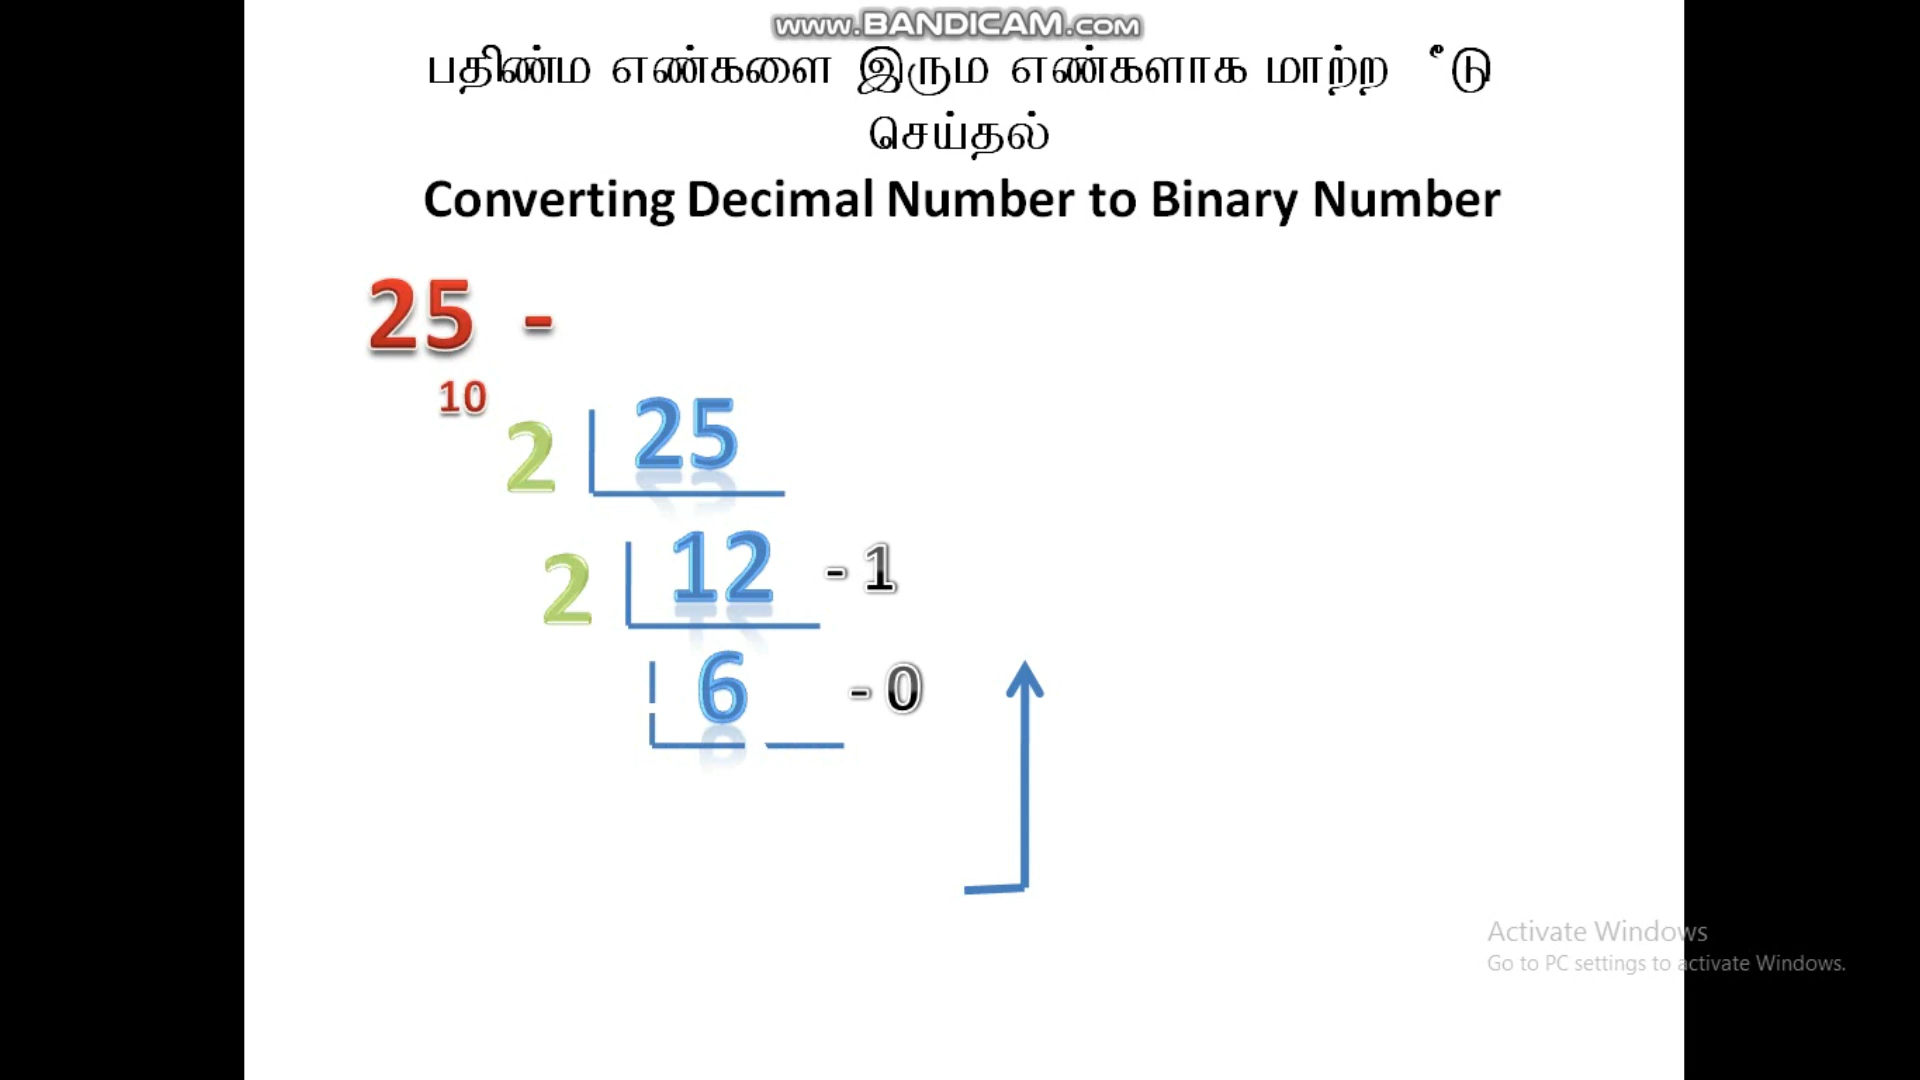 www.BANDICAM.com
பதிண்ம எண்களை இரும எண்களாக மாற்ற ீடு
செய்தல்
Converting Decimal Number to Binary Number
25 -
10
2 25
2 12 - 1
6 - 0
Activate Windows
Go to PC settings to activate Windows.